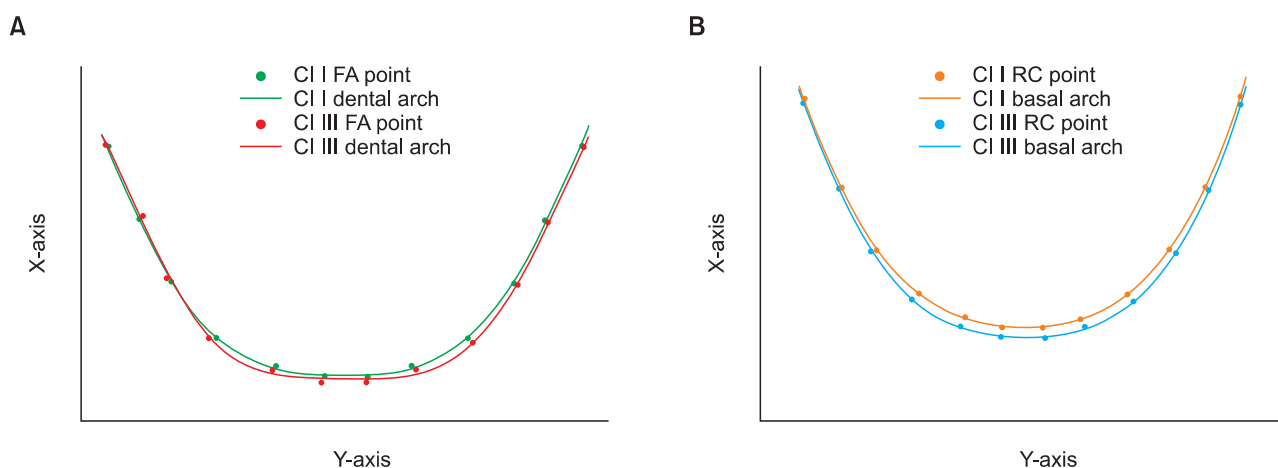 A
Cl I FA point
Cl I dental arch
Cl III FA point
Cl III dental arch
X-axis
Y-axis
B
Cl I RC point
Cl I basal arch
Cl III RC point
Cl III basal arch
X-axis
Y-axis